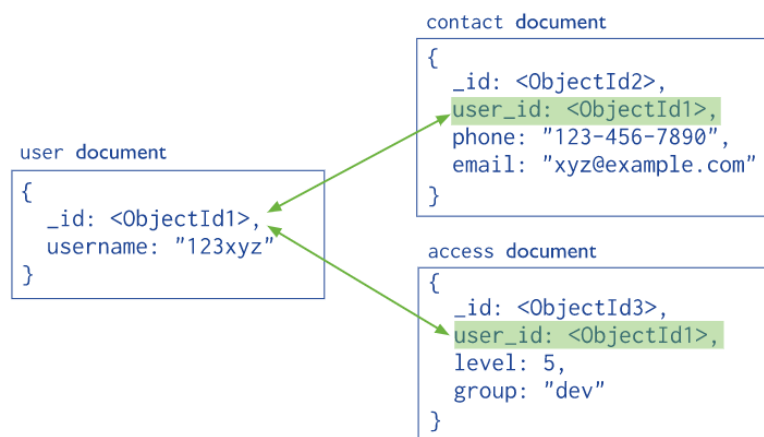 user document
{
_id: <ObjectId1>,
username: "123xyz"
}
contact document
{
_id: <ObjectId2>,
user_id: <ObjectId1>,
phone: "123-456-7890",
email: "xyz@example.com"
}
access document
{
_id: <ObjectId3>,
user_id: <ObjectId1>,
level: 5,
group: "dev"
}